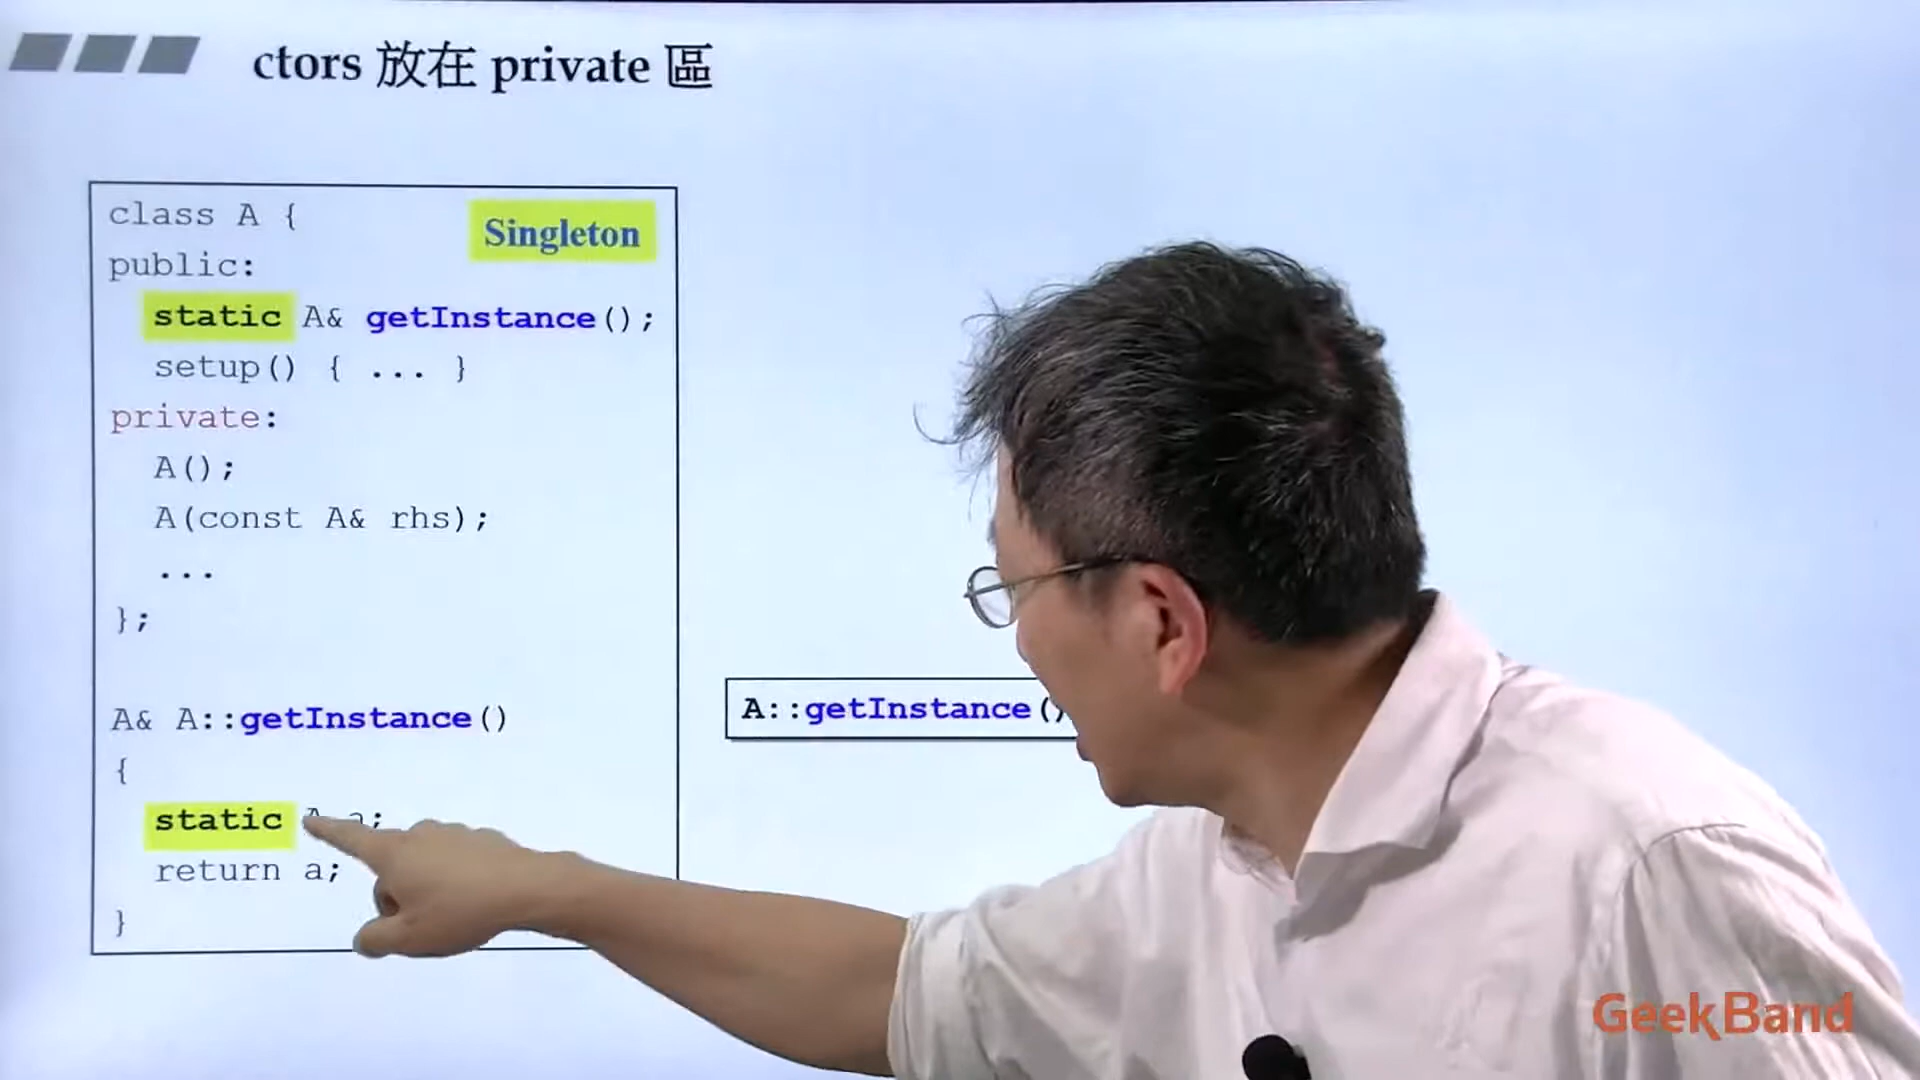 ctors 放在 private 區
class A {
Singleton
public:
static A& getInstance();
setup() { ... }
private:
A();
A(const A& rhs);
...
};
A& A::getInstance()
{
static A a;
return a;
}
A::getInstance()
GeekBand